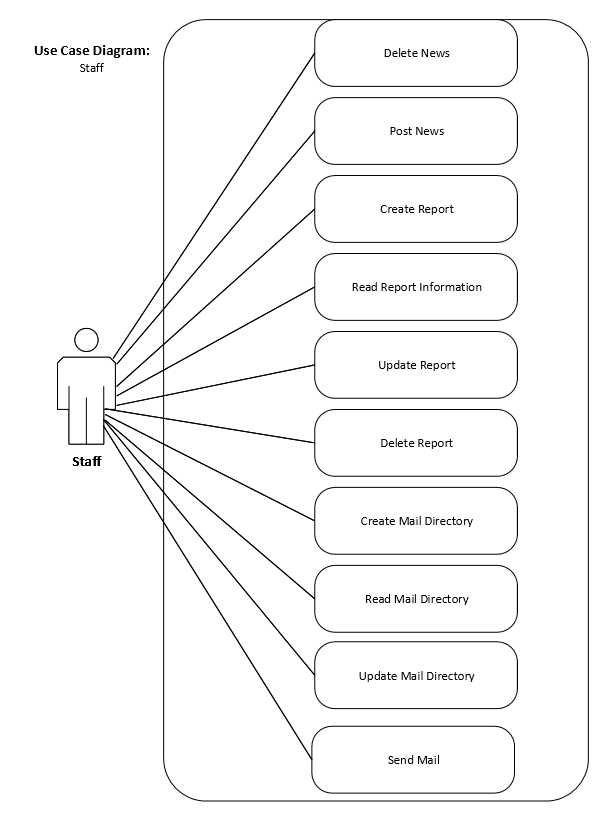 Use Case Diagram:
Staff
Delete News
Post News
Create Report
Read Report Information
Update Report
Delete Report
Staff
Create Mail Directory
Read Mail Directory
Update Mail Directory
Send Mail